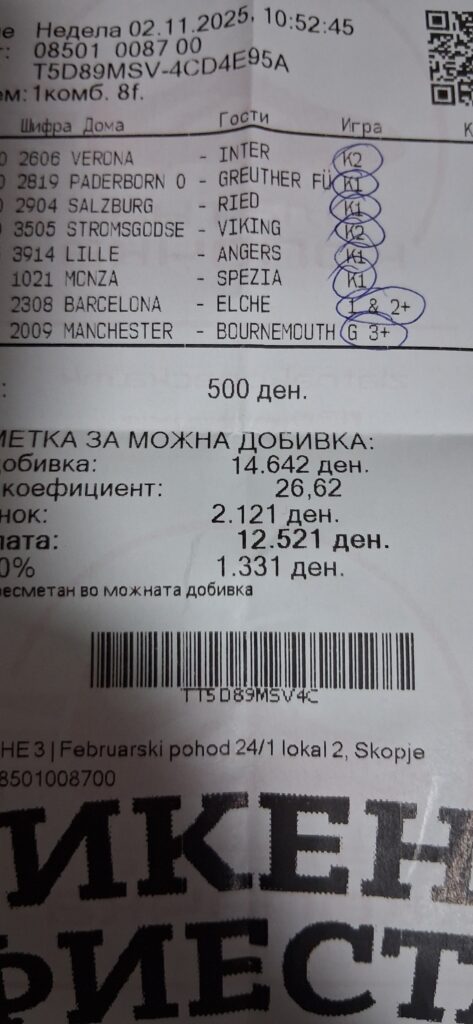 Недела 02.11.2025, 10:52:45
08501 0087 00
T5D89MSV-4CD4E95A
ем: 1комб. 8f.
Шифра Дома Гости Игра
2606 VERONA - INTER K2
2819 PADERBORN 0 - GREUTHER FÜ K1
2904 SALZBURG - RIED K1
3505 STROMSGODSE - VIKING K2
3914 LILLE - ANGERS K1
1021 MONZA - SPEZIA K1
2308 BARCELONA - ELCHE 1 & 2+
2009 MANCHESTER - BOURNEMOUTH G 3+
500 ден.
МЕТКА ЗА МОЖНА ДОБИВКА:
обивка: 14.642 ден.
коефициент: 26,62
нок: 2.121 ден.
лата: 12.521 ден.
0% 1.331 ден.
ресметан во можната добивка
TT5D89MSV4C
НЕ 3 | Februarski pohod 24/1 lokal 2, Skopje
8501008700
ИКЕН
ФИЕСТ